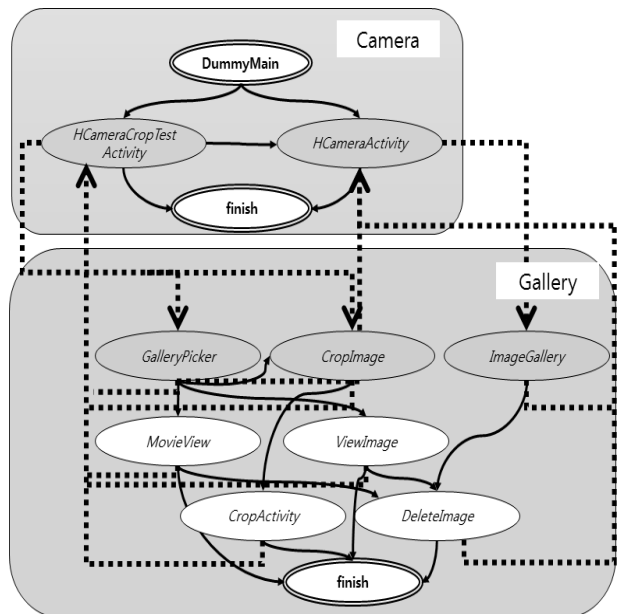 Camera
DummyMain
HCameraCropTest
Activity
HCameraActivity
finish
Gallery
GalleryPicker
CropImage
ImageGallery
MovieView
ViewImage
CropActivity
DeleteImage
finish